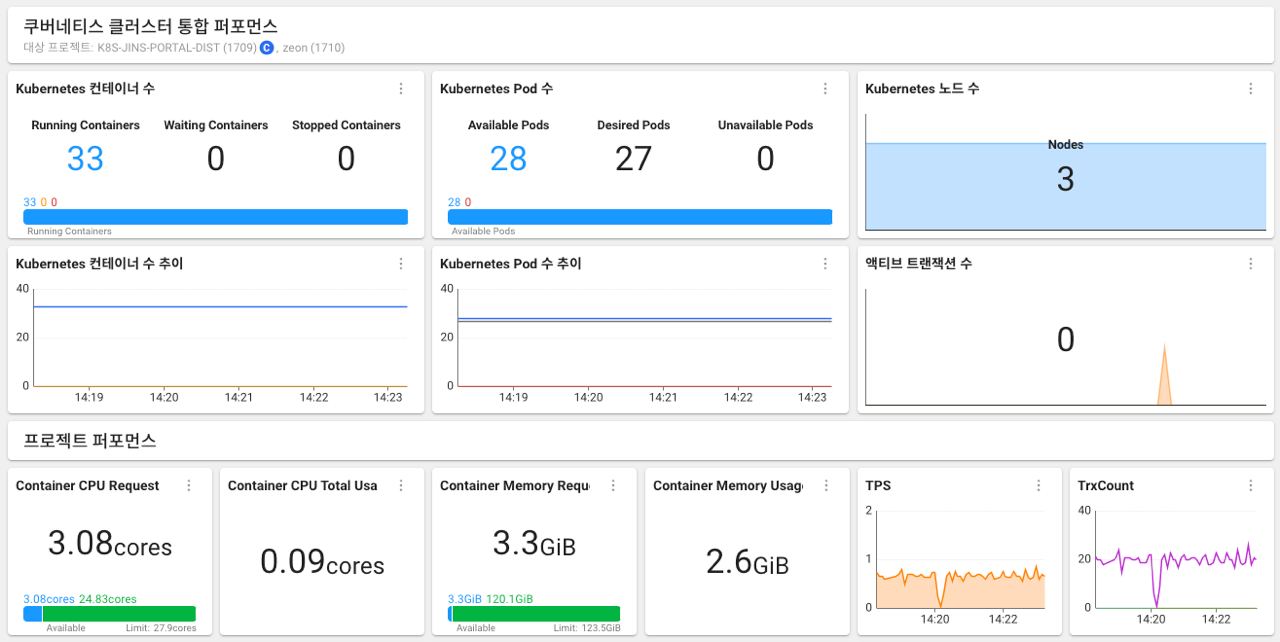 쿠버네티스 클러스터 통합 퍼포먼스
대상 프로젝트: K8S-JINS-PORTAL-DIST (1709) C , zeon (1710)
Kubernetes 컨테이너 수
Running Containers Waiting Containers Stopped Containers
33 0 0
33 0 0
Running Containers
Kubernetes Pod 수
Available Pods Desired Pods Unavailable Pods
28 27 0
28 0
Available Pods
Kubernetes 노드 수
Nodes
3
Kubernetes 컨테이너 수 추이
40
20
0
14:19 14:20 14:21 14:22 14:23
Kubernetes Pod 수 추이
40
20
0
14:19 14:20 14:21 14:22 14:23
액티브 트랜잭션 수
0
프로젝트 퍼포먼스
Container CPU Request
3.08cores
3.08cores 24.83cores
Available Limit: 27.9cores
Container CPU Total Usa
0.09cores
Container Memory Requ
3.3GiB
3.3GiB 120.1GiB
Available Limit: 123.5GiB
Container Memory Usag
2.6GiB
TPS
2
1
0
14:20 14:22
TrxCount
40
20
0
14:20 14:22